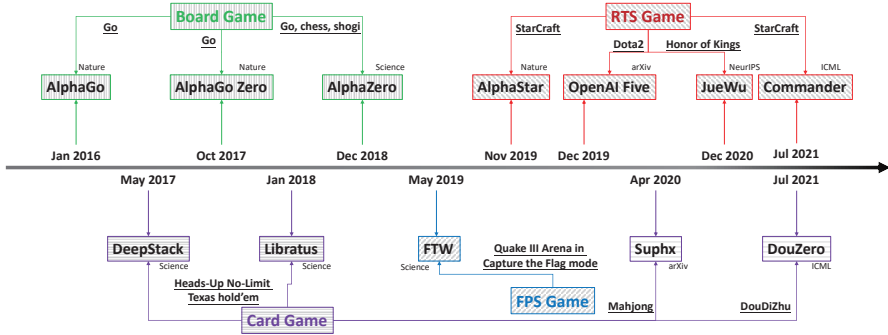 Board Game
RTS Game
Go
Go
Go, chess, shogi
StarCraft
Dota2
Honor of Kings
StarCraft
Nature
Nature
Science
Nature
arXiv
NeurIPS
ICML
AlphaGo
AlphaGo Zero
AlphaZero
AlphaStar
OpenAI Five
JueWu
Commander
Jan 2016
Oct 2017
Dec 2018
Nov 2019
Dec 2019
Dec 2020
Jul 2021
May 2017
Jan 2018
May 2019
Apr 2020
Jul 2021
DeepStack
Libratus
FTW
Quake III Arena in
Capture the Flag mode
Suphx
DouZero
Science
Science
Science
arXiv
ICML
Heads-Up No-Limit
Texas hold'em
FPS Game
Mahjong
DouDiZhu
Card Game